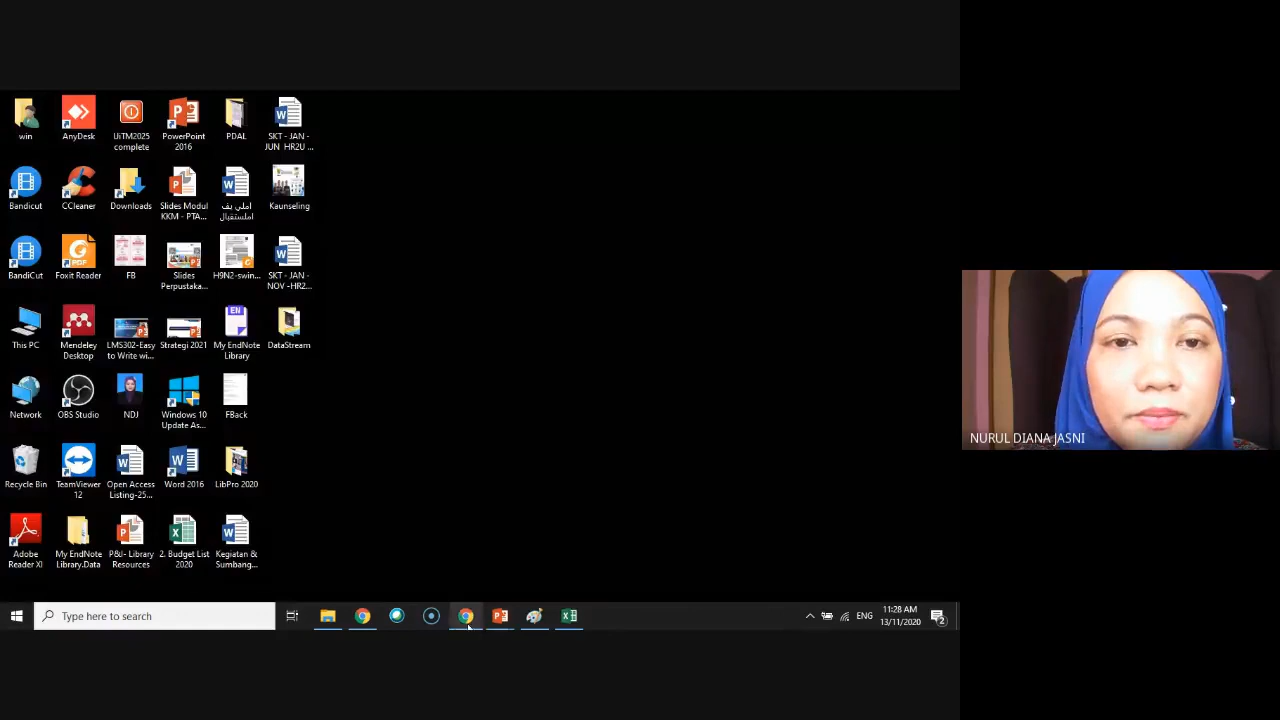 win
AnyDesk
UiTM2025
complete
PowerPoint
2016
PDAL
SKT - JAN -
JUN HR2U ...
Bandicut
CCleaner
Downloads
Slides Modul
KKM - PTA...
املي يف
املستقبال
Kaunseling
BandiCut
Foxit Reader
FB
Slides
Perpustaka...
H9N2-swin...
SKT - JAN -
NOV -HR2...
This PC
Mendeley
Desktop
LMS302-Easy
to Write wi...
Strategi 2021
My EndNote
Library
DataStream
Network
OBS Studio
NDJ
Windows 10
Update As...
FBack
Recycle Bin
TeamViewer
12
Open Access
Listing-25...
Word 2016
LibPro 2020
Adobe
Reader XI
My EndNote
Library.Data
P&J- Library
Resources
2. Budget List
2020
Kegiatan &
Sumbang...
Type here to search
ENG
11:28 AM
13/11/2020
2
NURUL DIANA JASNI